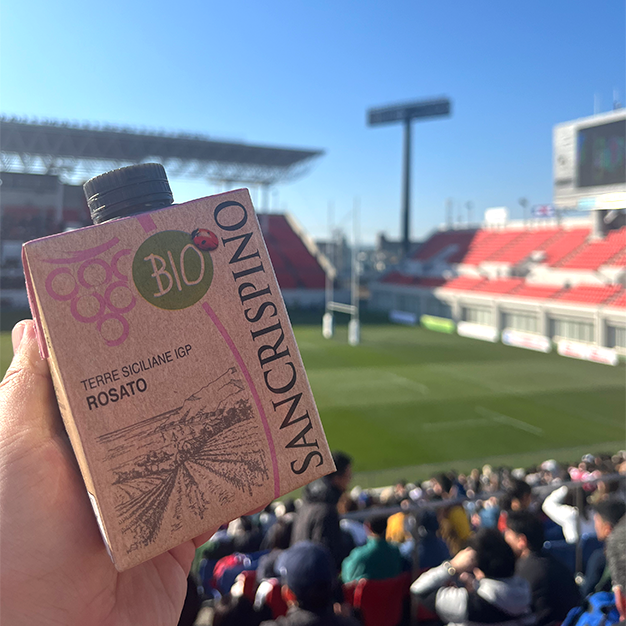 BIO
SANCRISPINO
TERRE SICILIANE IGP
ROSATO